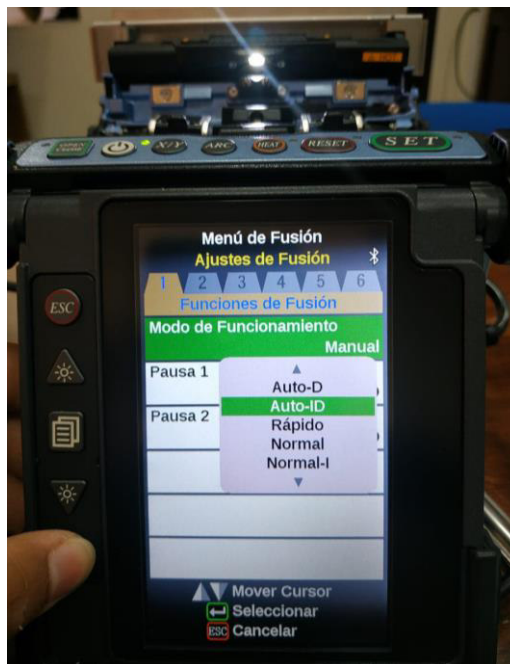 OPEN
CLOSE
X/Y
ARC
HEAT
RESET
SET
Menú de Fusión
Ajustes de Fusión
1 2 3 4 5 6
Funciones de Fusión
Modo de Funcionamiento
Manual
Pausa 1
Pausa 2
Auto-D
Auto-ID
Rápido
Normal
Normal-I
Mover Cursor
Seleccionar
ESC Cancelar
ESC